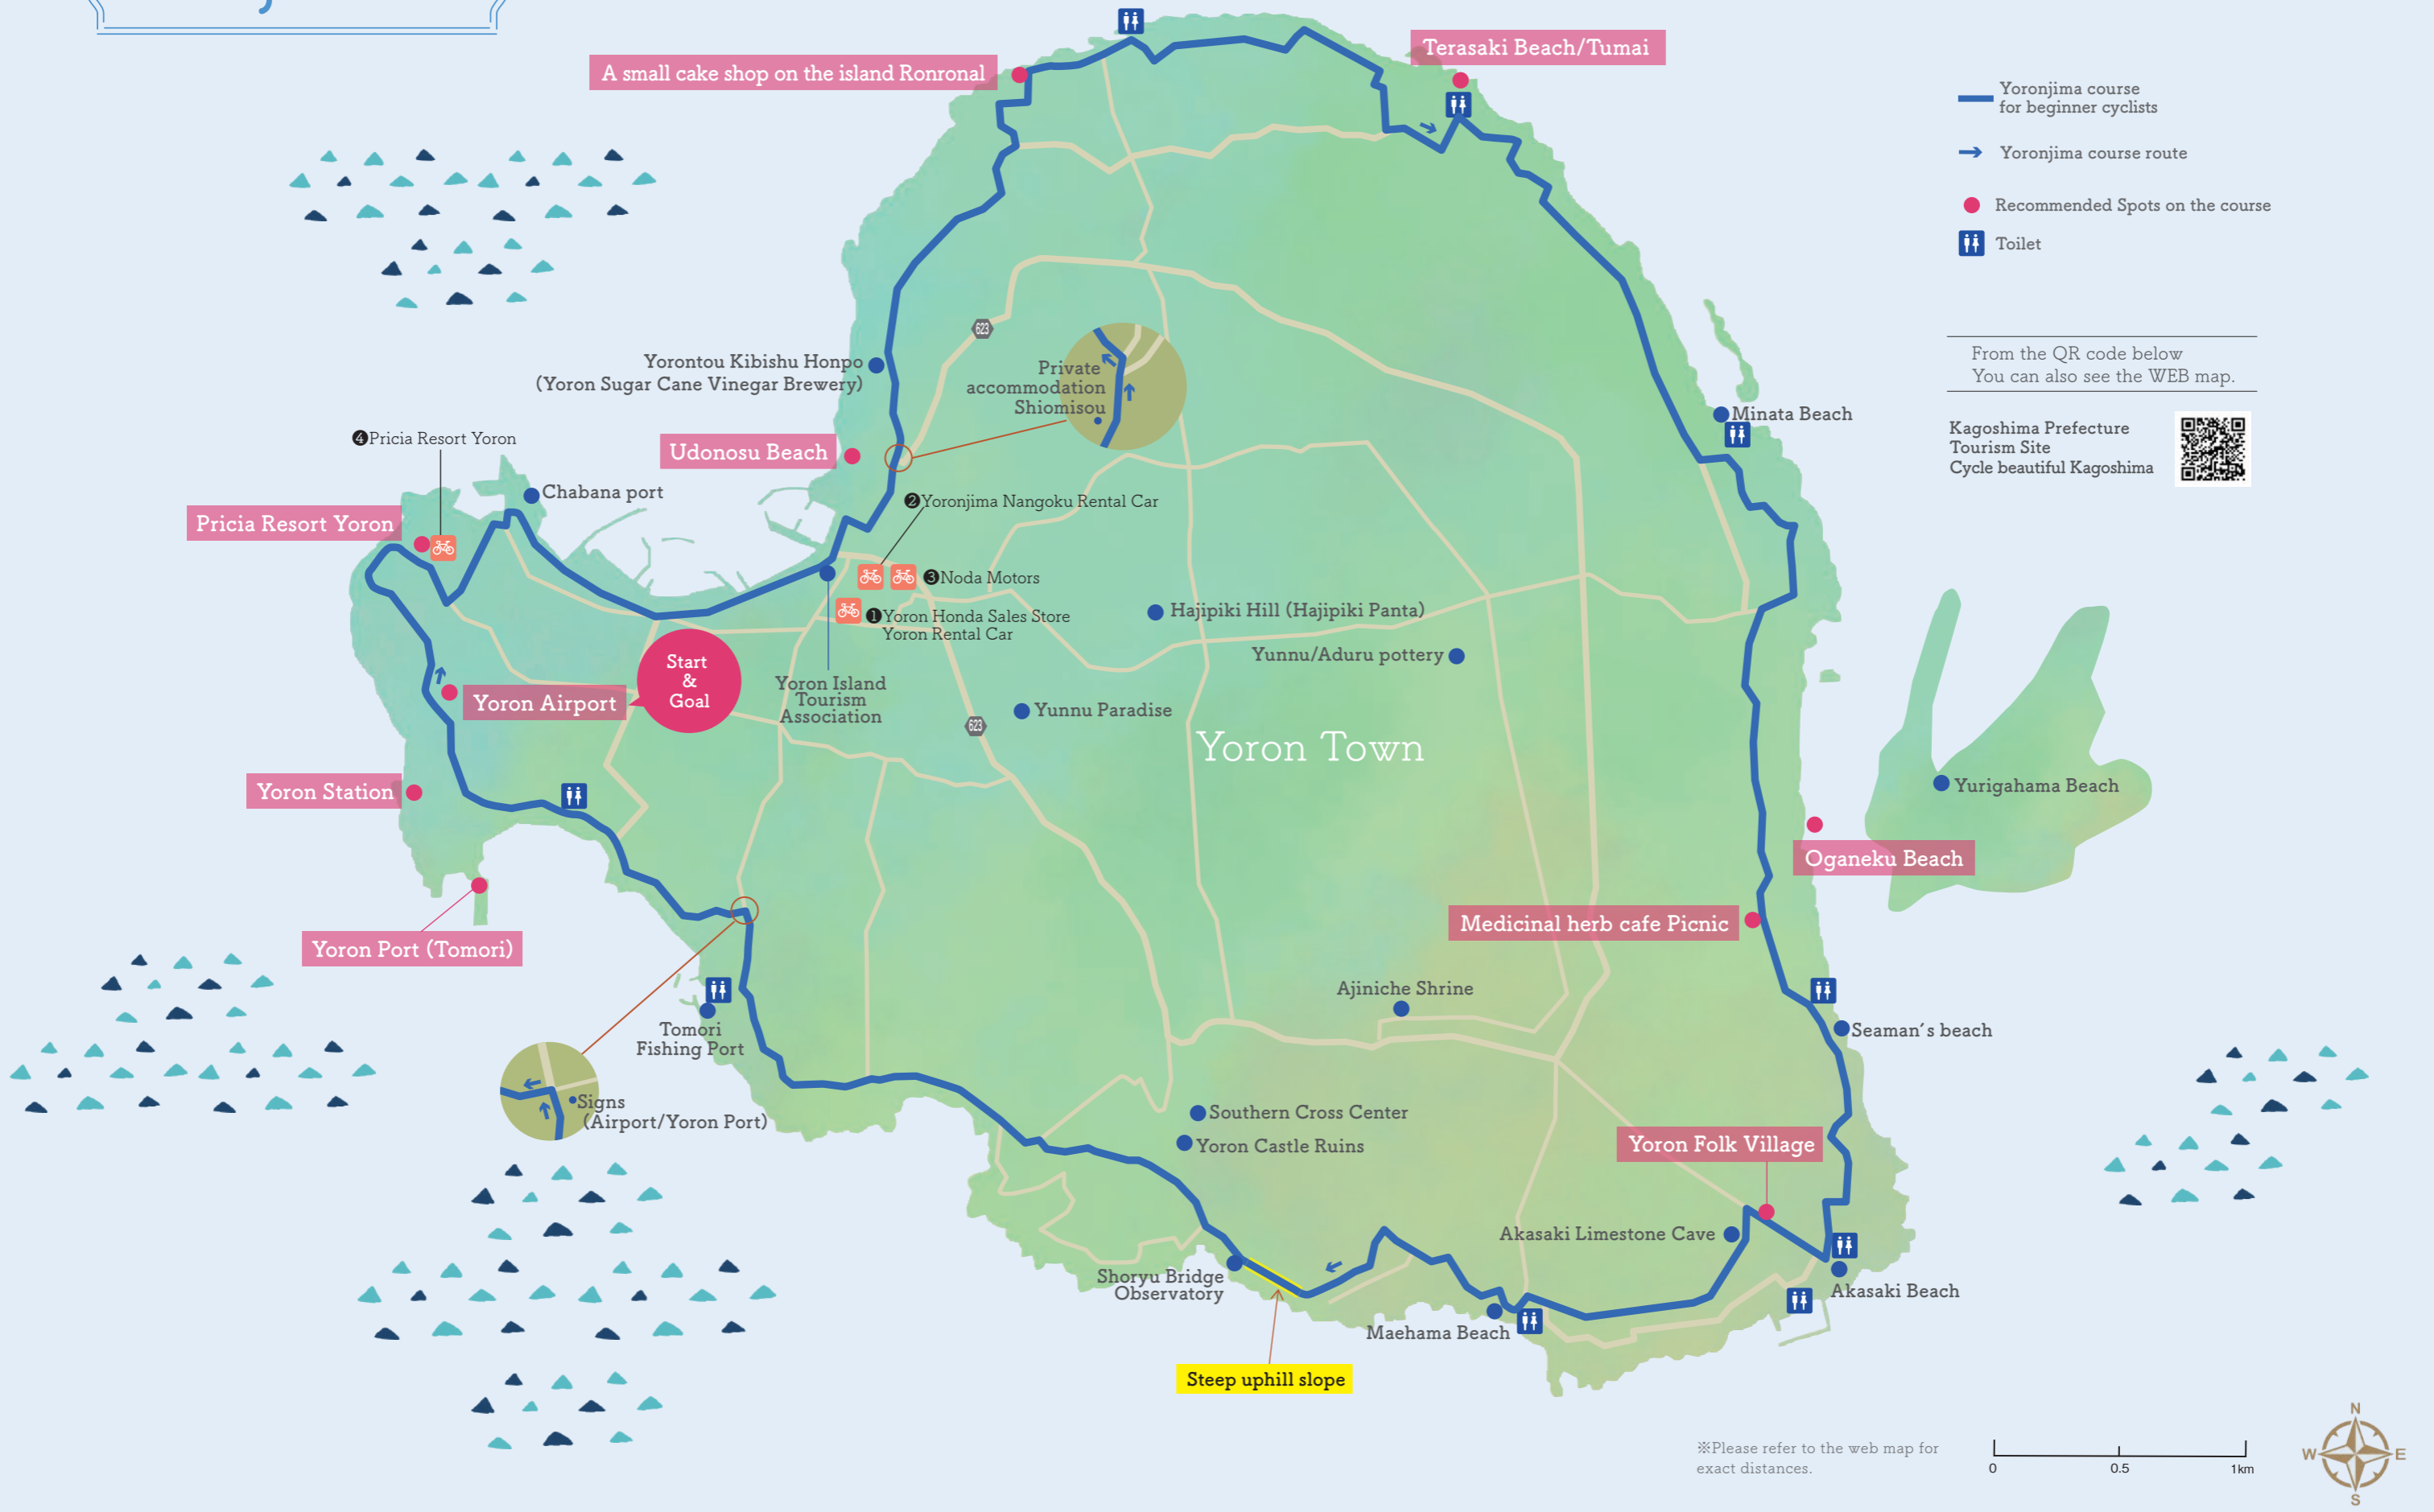 A small cake shop on the island Ronronal
Terasaki Beach/Tumai
Yoronjima course
for beginner cyclists
Yoronjima course route
Recommended Spots on the course
Toilet
From the QR code below
You can also see the WEB map.
Kagoshima Prefecture
Tourism Site
Cycle beautiful Kagoshima
623
Yorontou Kibishu Honpo
(Yoron Sugar Cane Vinegar Brewery)
Private
accommodation
Shiomisou
Minata Beach
❹Pricia Resort Yoron
Udonosu Beach
Chabana port
❷Yoronjima Nangoku Rental Car
Pricia Resort Yoron
❸Noda Motors
❶Yoron Honda Sales Store
Yoron Rental Car
Hajipiki Hill (Hajipiki Panta)
Yunnu/Aduru pottery
Start
&
Goal
Yoron Airport
Yoron Island
Tourism
Association
Yunnu Paradise
623
Yoron Town
Yoron Station
Yurigahama Beach
Oganeku Beach
Medicinal herb cafe Picnic
Yoron Port (Tomori)
Ajiniche Shrine
Tomori
Fishing Port
Seaman's beach
Signs
(Airport/Yoron Port)
Southern Cross Center
Yoron Castle Ruins
Yoron Folk Village
Akasaki Limestone Cave
Shoryu Bridge
Observatory
Akasaki Beach
Maehama Beach
Steep uphill slope
※Please refer to the web map for
exact distances.
0 0.5 1km
N
W E
S